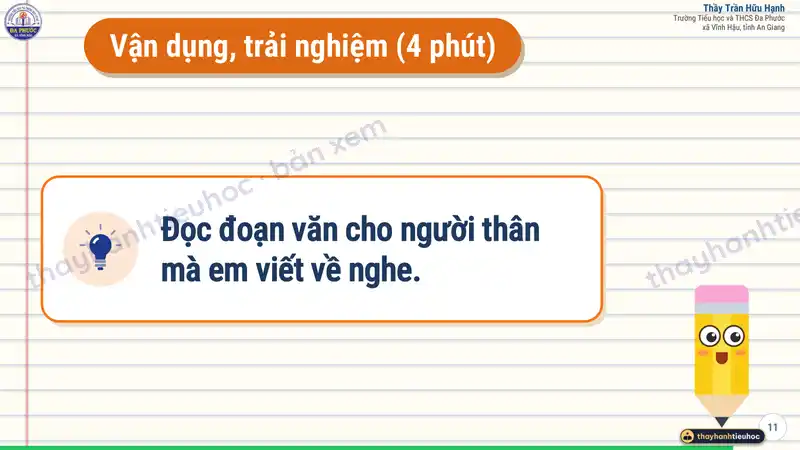 Thầy Trần Hữu Hạnh
Trường Tiểu học và THCS Đa Phước
xã Vĩnh Hậu, tỉnh An Giang
ĐA PHƯỚC
Vận dụng, trải nghiệm (4 phút)
thayhanhtieuhoc · bản xem
Đọc đoạn văn cho người thân
mà em viết về nghe.
thayhanhtie
thayhanhtieuhoc
11